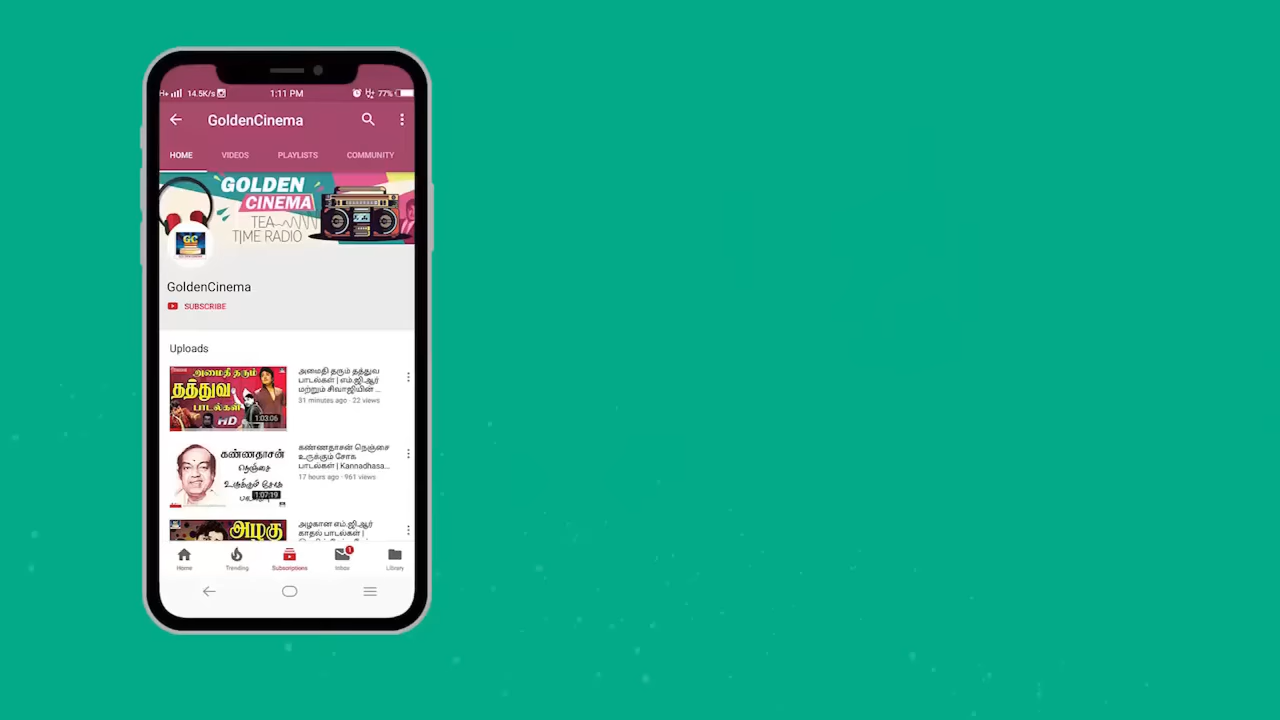 H+ 14.5K/s 1:11 PM 77%
GoldenCinema
HOME VIDEOS PLAYLISTS COMMUNITY
GOLDEN
CINEMA
TEA
TIME RADIO
GC
GoldenCinema
SUBSCRIBE
Uploads
அமைதி தரும்
தத்துவ
பாடல்கள்
HD
1:03:06
அமைதி தரும் தத்துவ
பாடல்கள் | எம்.ஜி.ஆர்
மற்றும் சிவாஜியின் ...
31 minutes ago · 22 views
கண்ணதாசன்
நெஞ்சை
உருக்கும் சோக
1:07:19
கண்ணதாசன் நெஞ்சை
உருக்கும் சோக
பாடல்கள் | Kannadhasa...
17 hours ago · 961 views
அழகு
அழகான எம்.ஜி.ஆர்
காதல் பாடல்கள் |
1
Home Trending Subscriptions Inbox Library